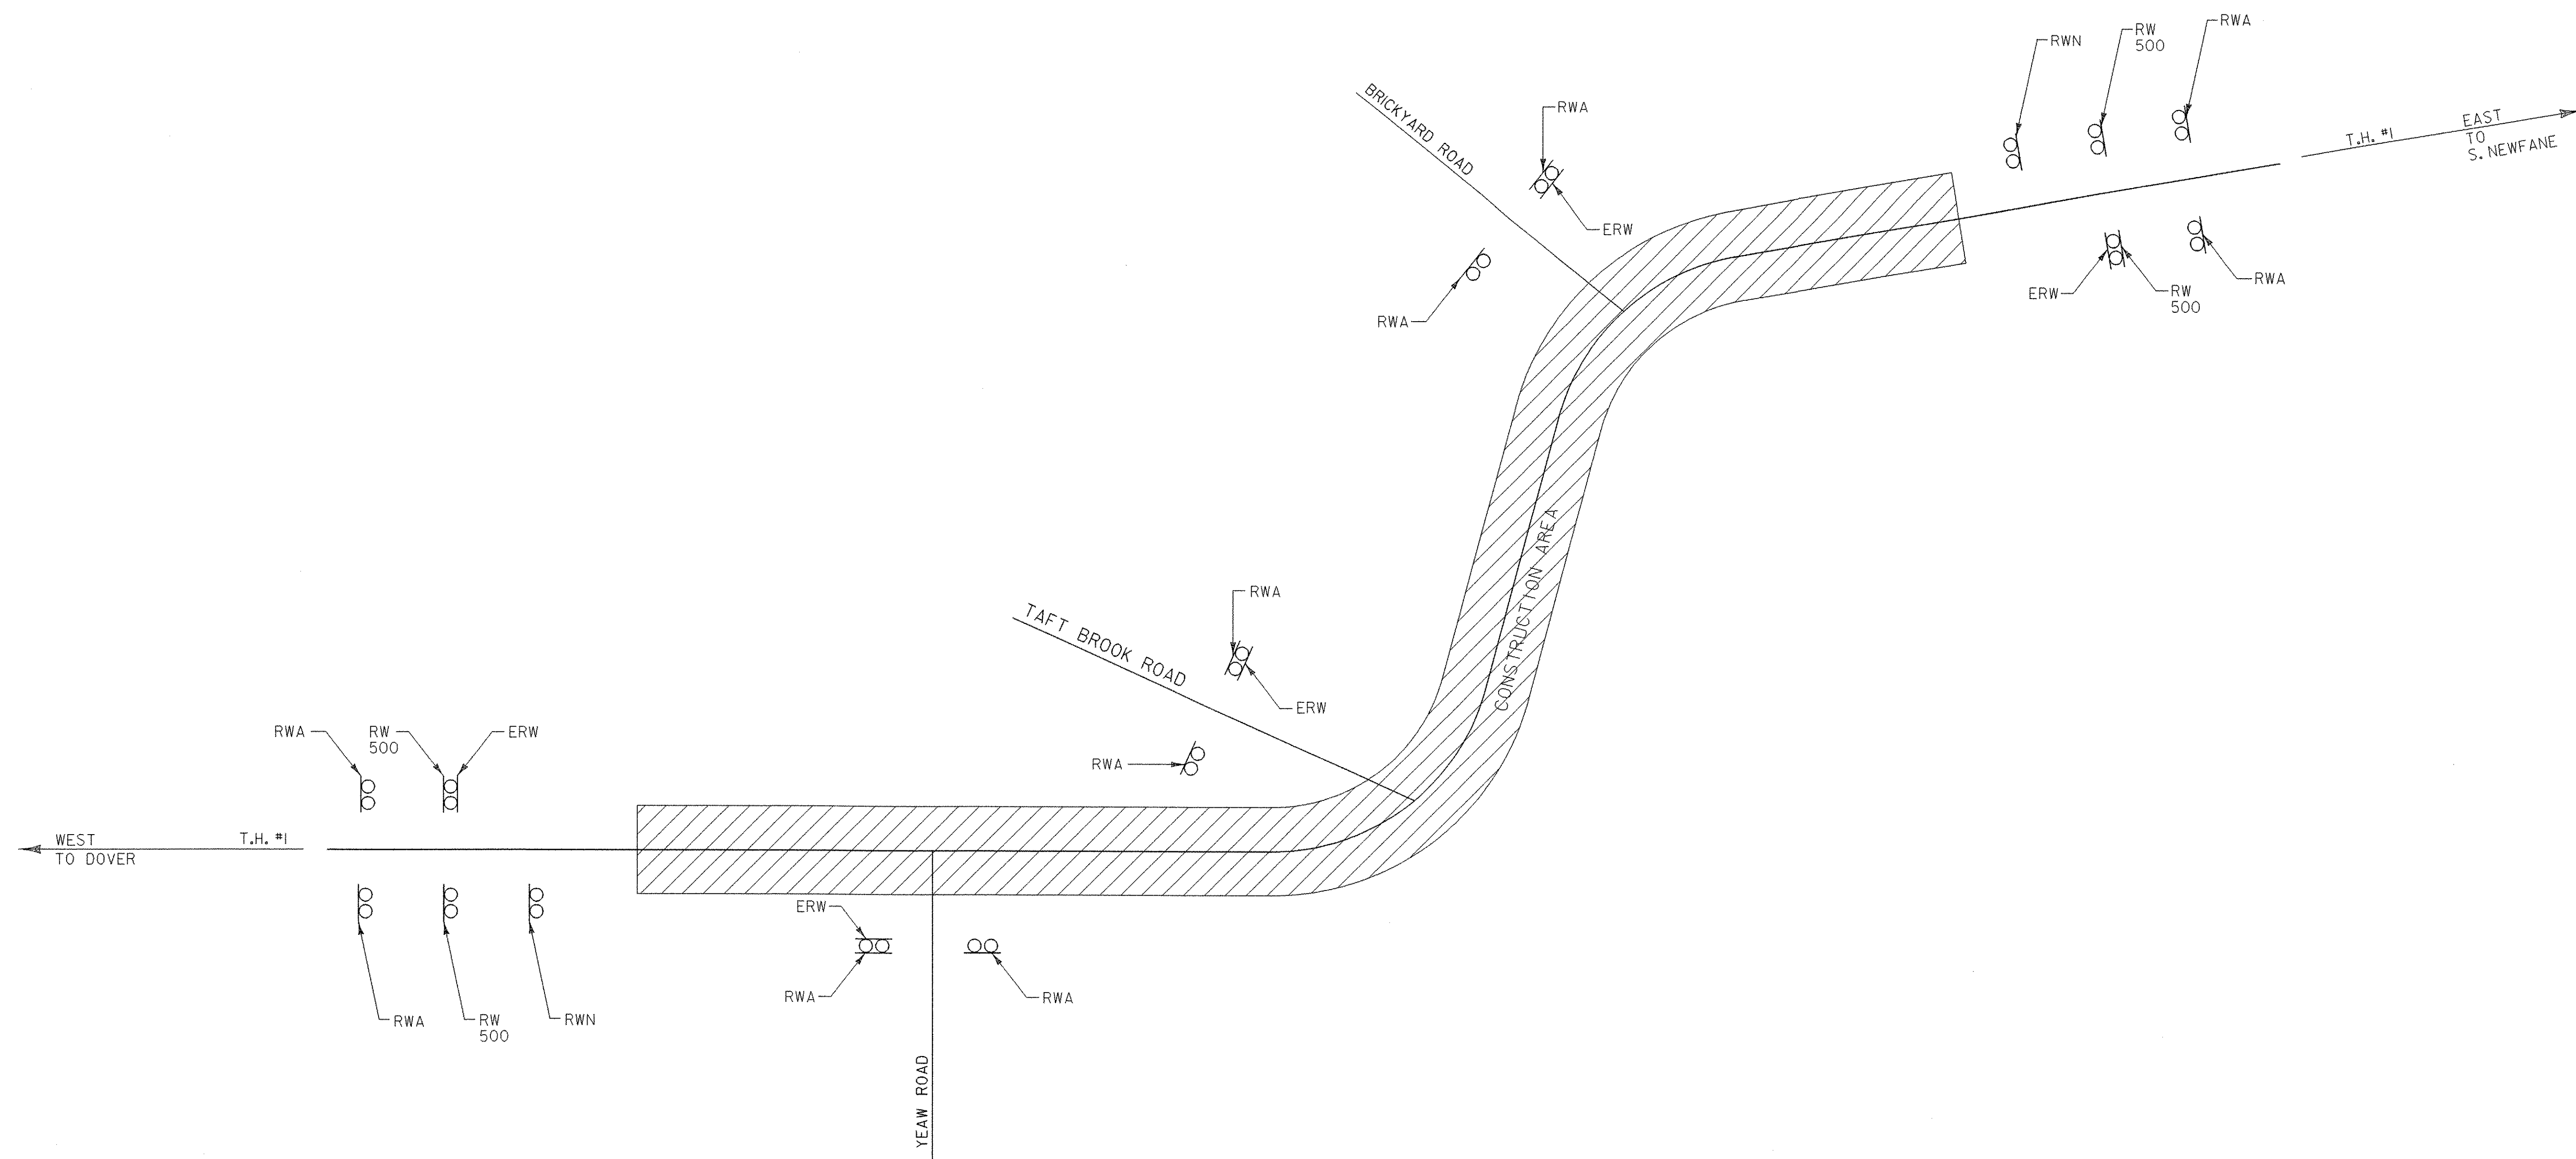 RWA
RW
500
RWN
EAST
T.H. #1
TO
S. NEWFANE
BRICKYARD ROAD
RWA
ERW
RWA
ERW
RW
500
RWA
CONSTRUCTION AREA
TAFT BROOK ROAD
RWA
ERW
RWA
RWA
RW
500
ERW
WEST
T.H. #1
TO DOVER
ERW
RWA
RWA
RWA
RW
500
RWN
YEAW ROAD